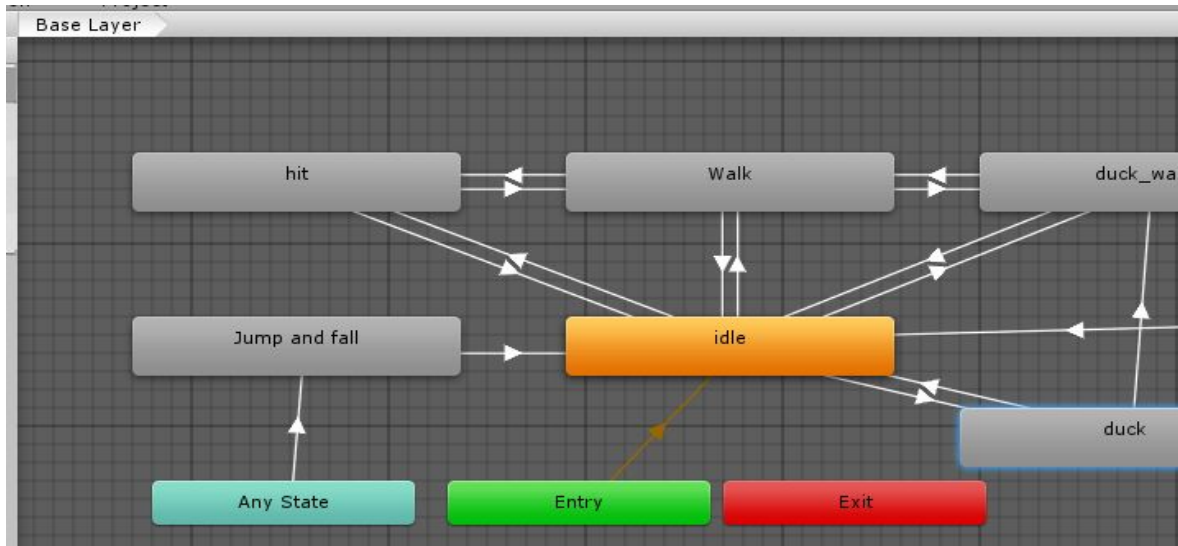 Base Layer
hit
Walk
duck_wa
Jump and fall
idle
duck
Any State
Entry
Exit